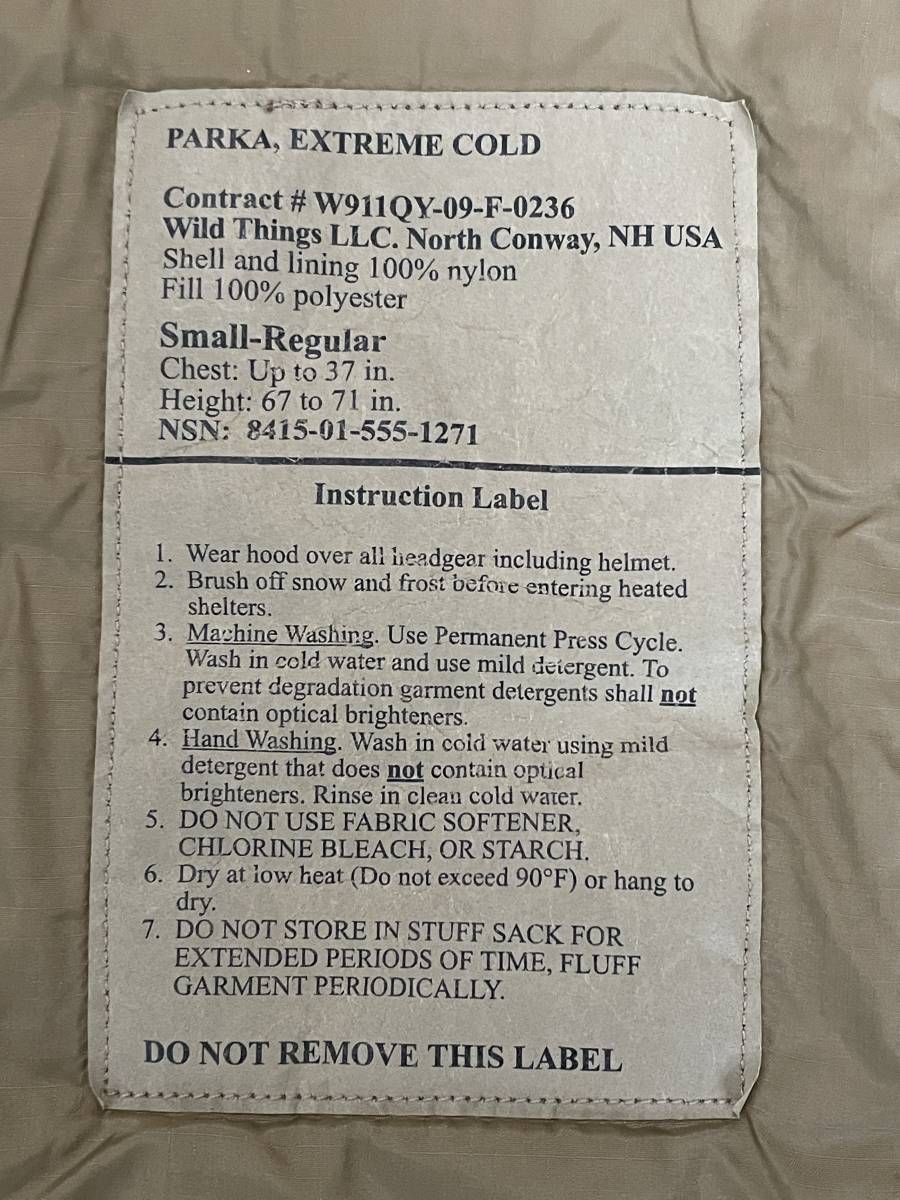 PARKA, EXTREME COLD
Contract # W911QY-09-F-0236
Wild Things LLC. North Conway, NH USA
Shell and lining 100% nylon
Fill 100% polyester
Small-Regular
Chest: Up to 37 in.
Height: 67 to 71 in.
NSN: 8415-01-555-1271
Instruction Label
1. Wear hood over all headgear including helmet.
2. Brush off snow and frost before entering heated
shelters.
3. Machine Washing. Use Permanent Press Cycle.
Wash in cold water and use mild detergent. To
prevent degradation garment detergents shall not
contain optical brighteners.
4. Hand Washing. Wash in cold water using mild
detergent that does not contain optical
brighteners. Rinse in clean cold water.
5. DO NOT USE FABRIC SOFTENER,
CHLORINE BLEACH, OR STARCH.
6. Dry at low heat (Do not exceed 90°F) or hang to
dry.
7. DO NOT STORE IN STUFF SACK FOR
EXTENDED PERIODS OF TIME, FLUFF
GARMENT PERIODICALLY.
DO NOT REMOVE THIS LABEL